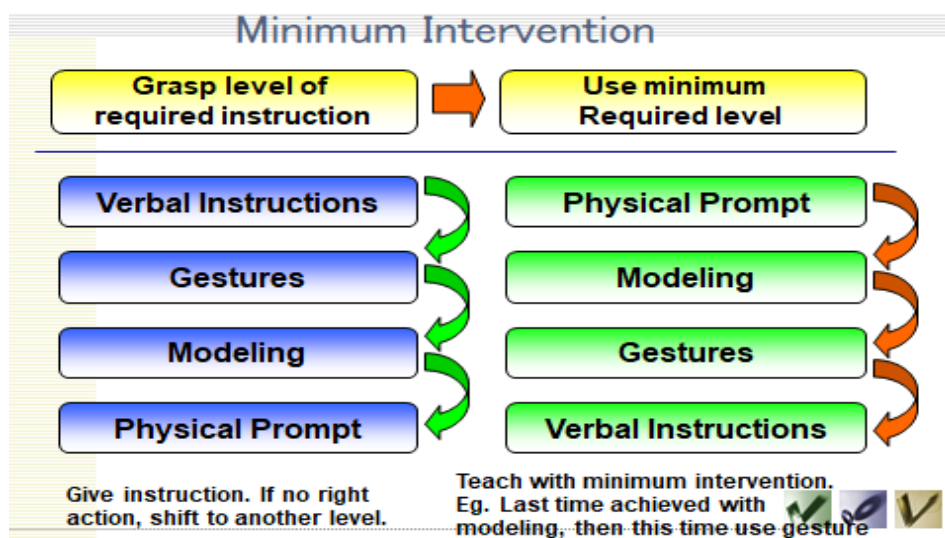 Minimum Intervention
Grasp level of
required instruction
Use minimum
Required level
Verbal Instructions
Gestures
Modeling
Physical Prompt
Give instruction. If no right
action, shift to another level.
Physical Prompt
Modeling
Gestures
Verbal Instructions
Teach with minimum intervention.
Eg. Last time achieved with
modeling, then this time use gesture